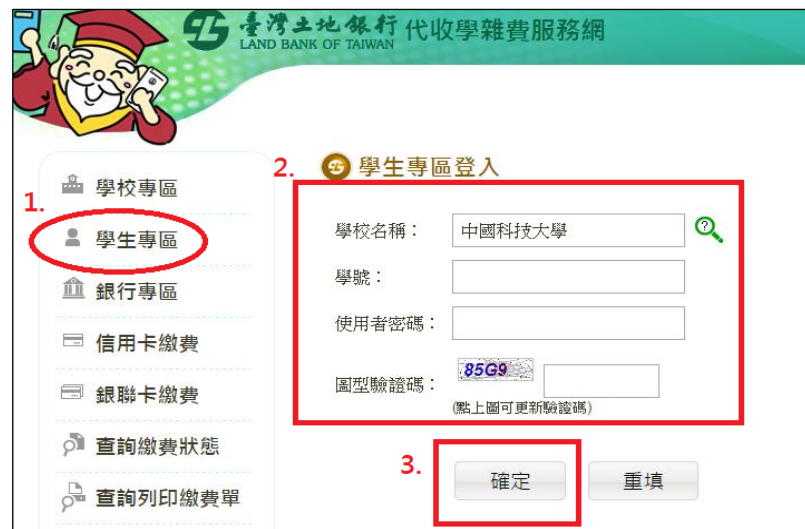 臺灣土地銀行 代收學雜費服務網
LAND BANK OF TAIWAN
1.
學校專區
學生專區
銀行專區
信用卡繳費
銀聯卡繳費
查詢繳費狀態
查詢列印繳費單
2.
學生專區登入
學校名稱： 中國科技大學
學號：
使用者密碼：
圖型驗證碼： 85G9
(點上圖可更新驗證碼)
3.
確定 重填